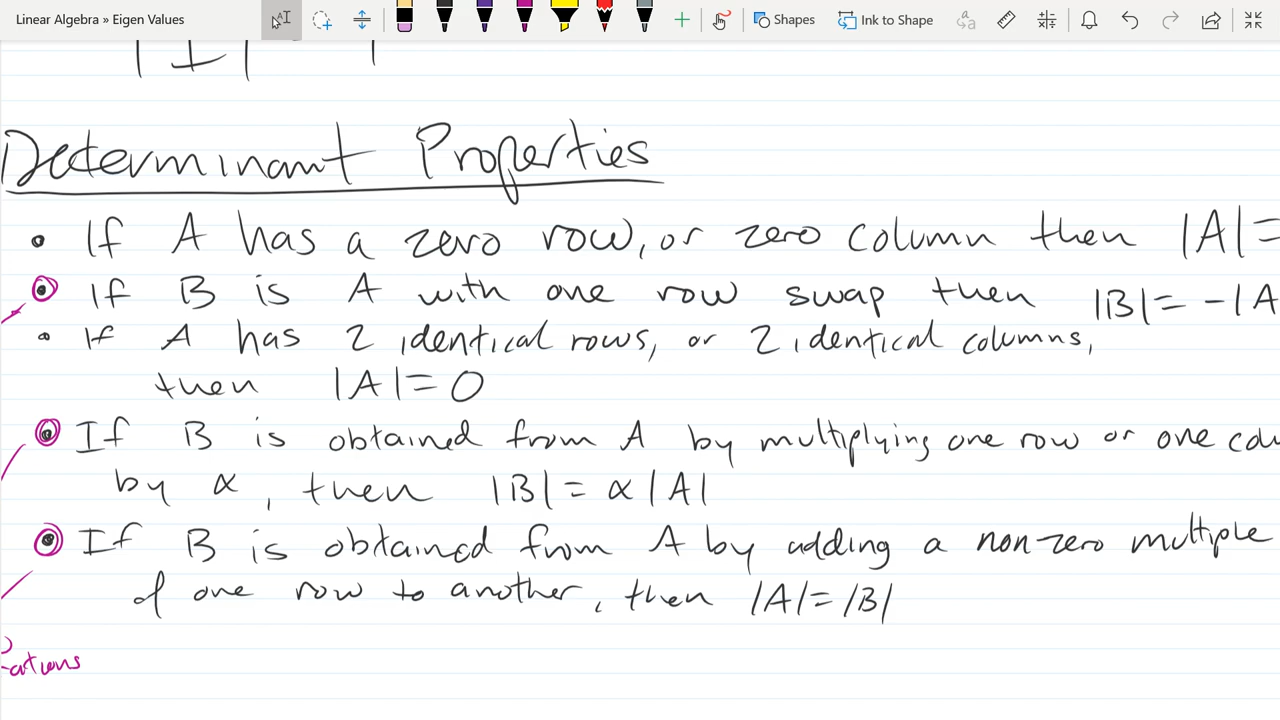 Linear Algebra » Eigen Values
Shapes
Ink to Shape
|I|
Determinant Properties
• If A has a zero row, or zero column then |A|=
• If B is A with one row swap then |B|= -|A
• If A has 2 identical rows, or 2 identical columns,
then |A|= 0
• If B is obtained from A by multiplying one row or one colu
by α, then |B|= α|A|
• If B is obtained from A by adding a non-zero multiple
of one row to another, then |A|=|B|
ations